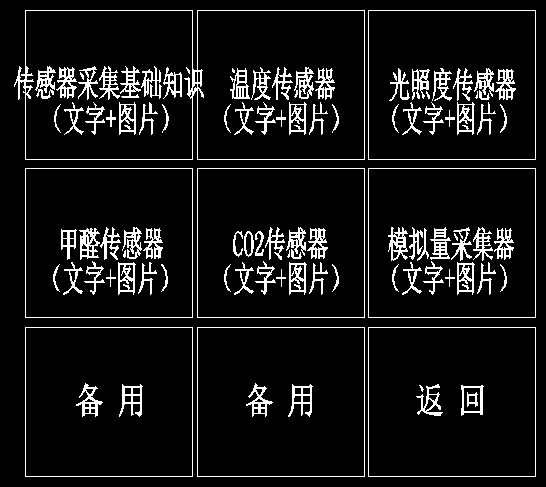 传感器采集基础知识
(文字+图片)
温度传感器
(文字+图片)
光照度传感器
(文字+图片)
甲醛传感器
(文字+图片)
CO2传感器
(文字+图片)
模拟量采集器
(文字+图片)
备 用
备 用
返 回